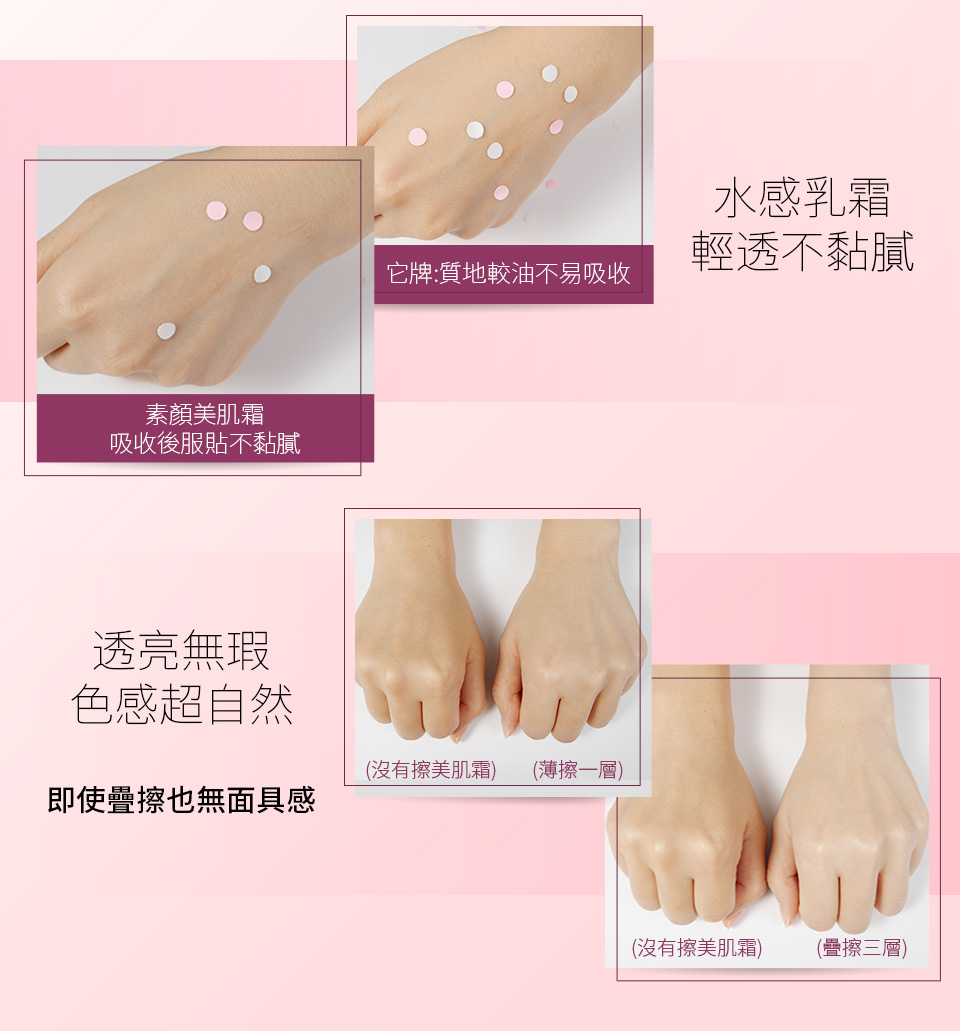 水感乳霜
輕透不黏膩
它牌:質地較油不易吸收
素顏美肌霜
吸收後服貼不黏膩
透亮無瑕
色感超自然
即使疊擦也無面具感
(沒有擦美肌霜)
(薄擦一層)
(沒有擦美肌霜)
(疊擦三層)